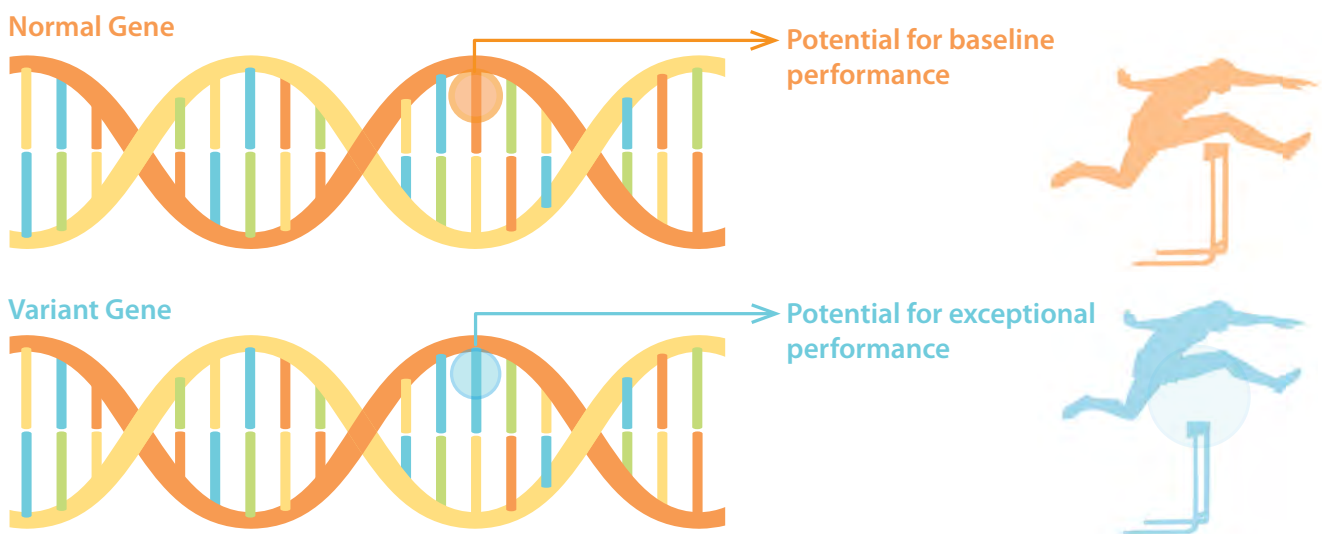 Normal Gene
Potential for baseline
performance
Variant Gene
Potential for exceptional
performance